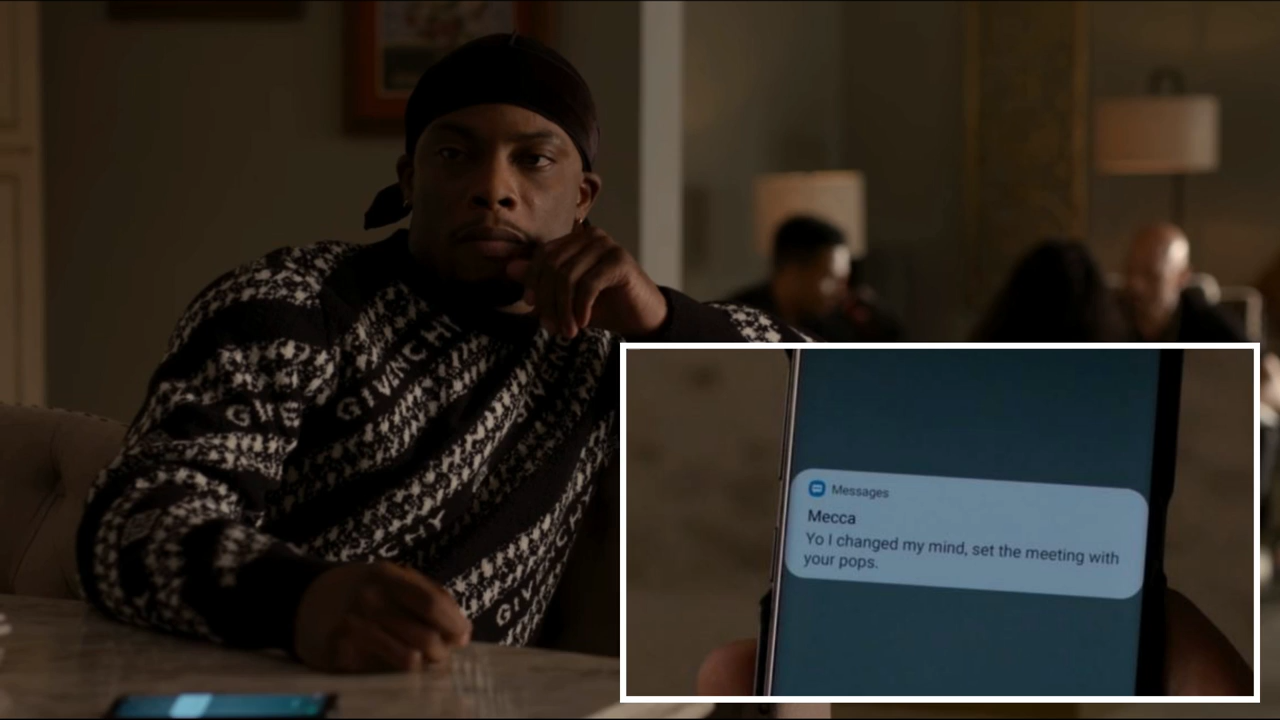 GIVENCHY
GIVENCHY
Messages
Mecca
Yo I changed my mind, set the meeting with
your pops.